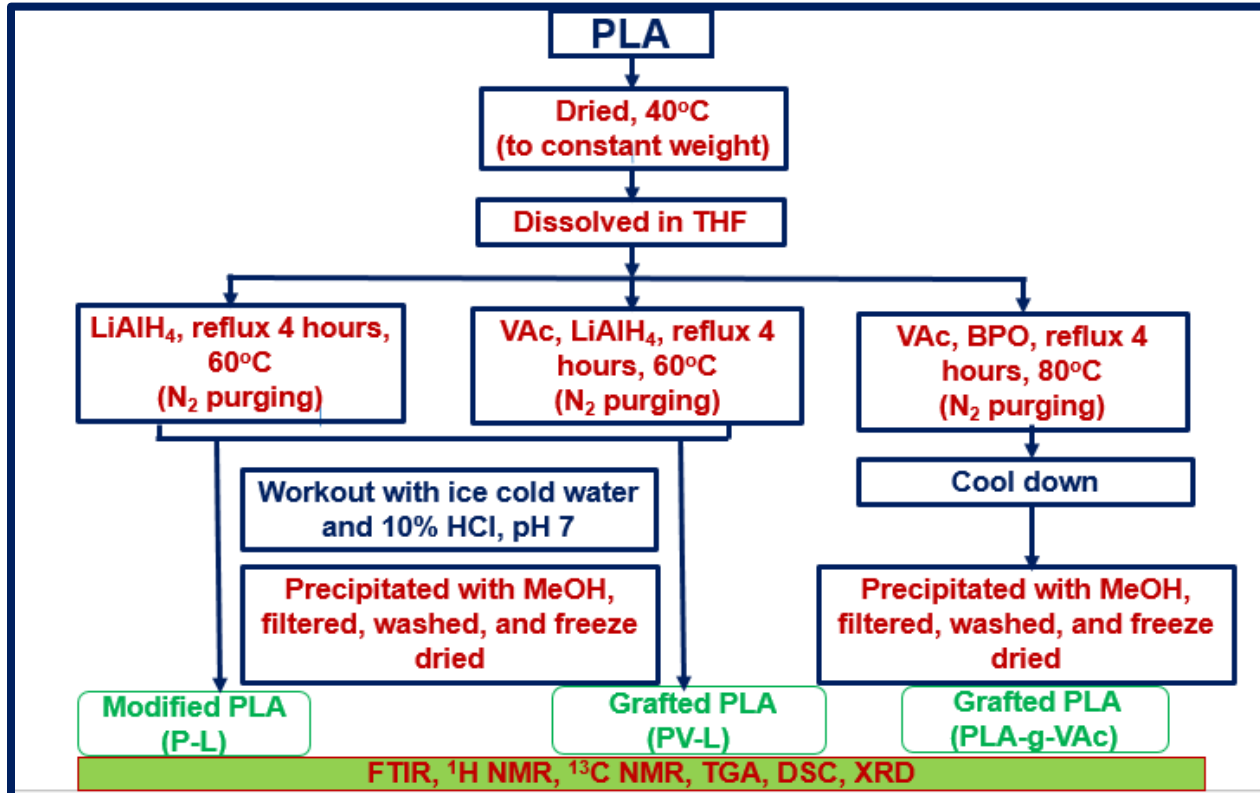 PLA
Dried, 40°C
(to constant weight)
Dissolved in THF
LiAlH₄, reflux 4 hours,
60°C
(N₂ purging)
VAc, LiAlH₄, reflux 4
hours, 60°C
(N₂ purging)
VAc, BPO, reflux 4
hours, 80°C
(N₂ purging)
Workout with ice cold water
and 10% HCl, pH 7
Cool down
Precipitated with MeOH,
filtered, washed, and freeze
dried
Precipitated with MeOH,
filtered, washed, and freeze
dried
Modified PLA
(P-L)
Grafted PLA
(PV-L)
Grafted PLA
(PLA-g-VAc)
FTIR, ¹H NMR, ¹³C NMR, TGA, DSC, XRD